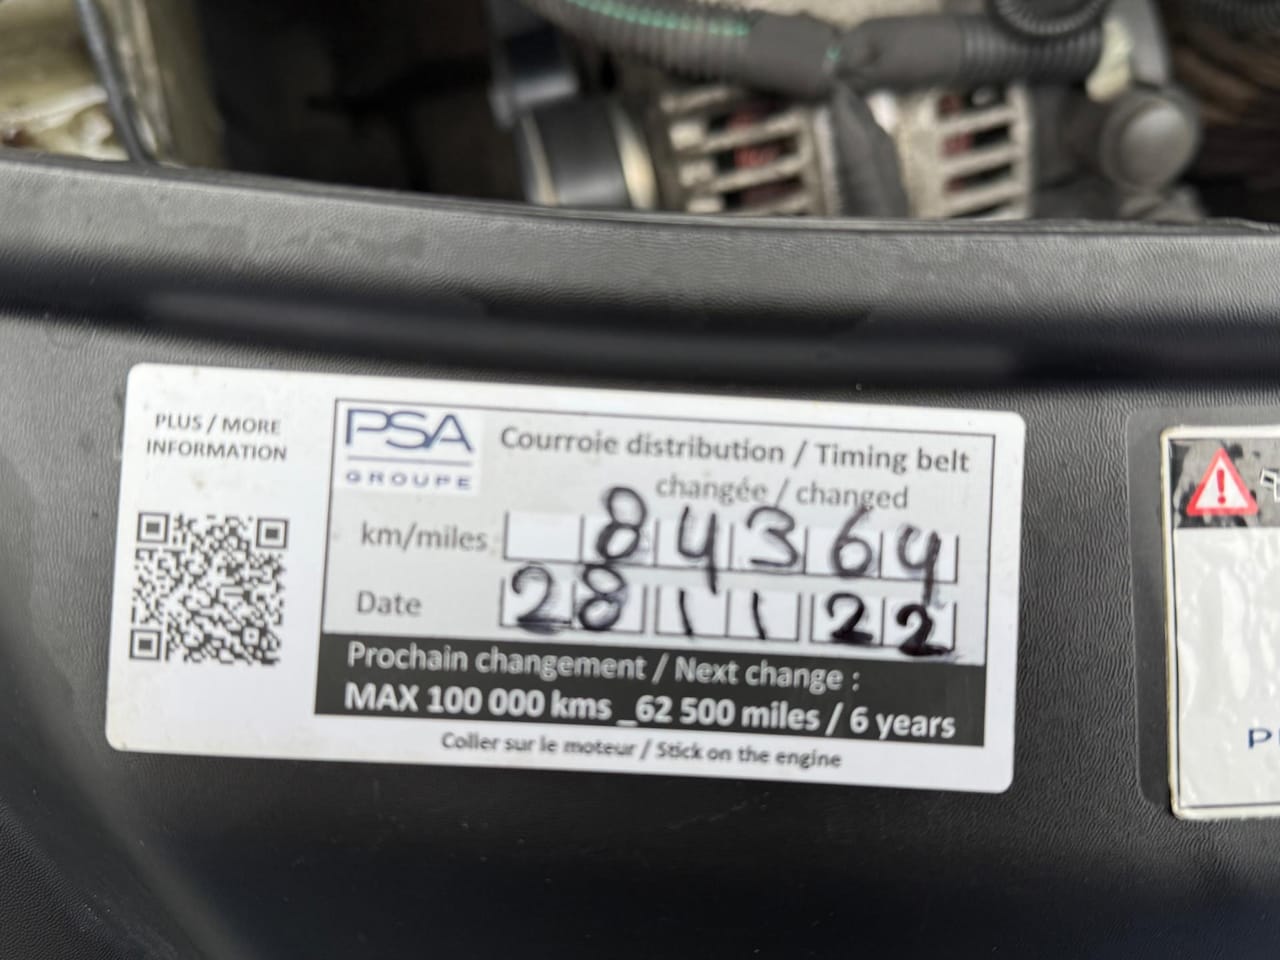 PLUS / MORE
INFORMATION
PSA
GROUPE
Courroie distribution / Timing belt
changée / changed
km/miles 84364
Date 28 11 22
Prochain changement / Next change :
MAX 100 000 kms _62 500 miles / 6 years
Coller sur le moteur / Stick on the engine